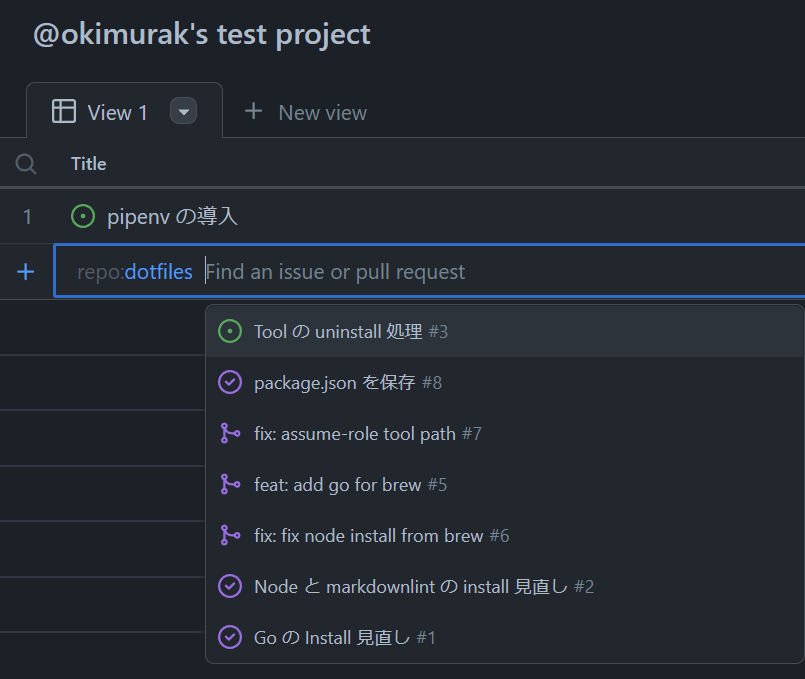 @okimurak's test project
View 1 New view
Title
1 pipenv の導入
repo:dotfiles Find an issue or pull request
Tool の uninstall 処理 #3
package.json を保存 #8
fix: assume-role tool path #7
feat: add go for brew #5
fix: fix node install from brew #6
Node と markdownlint の install 見直し #2
Go の Install 見直し #1